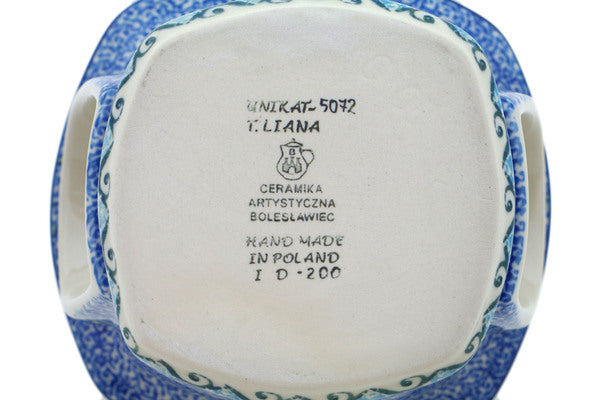 UNIKAT-5072
T. LIANA
B
CERAMIKA
ARTYSTYCZNA
BOLESŁAWIEC
HAND MADE
IN POLAND
I D-200